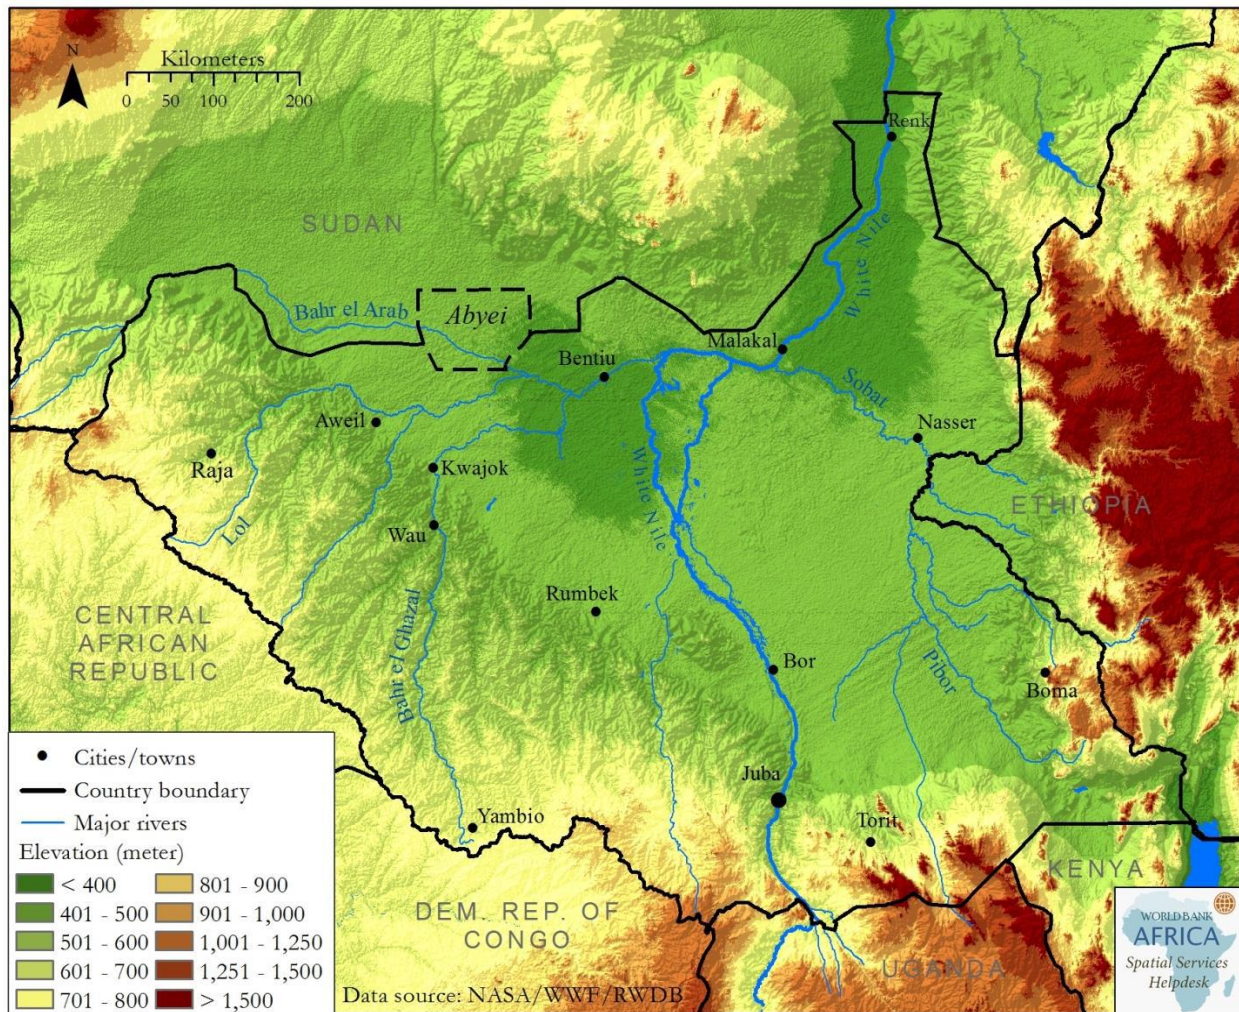 N
Kilometers
0 50 100 200
Renk
SUDAN
White Nile
Bahr el Arab
Abyei
Malakal
Bentiu
Sobat
Aweil
Nasser
Raja
Kwajok
White Nile
ETHIOPIA
Lol
Wau
Rumbek
CENTRAL
AFRICAN
REPUBLIC
Bahr el Ghazal
Bor
Pibor
Boma
Juba
Yambio
Torit
KENYA
DEM. REP. OF
CONGO
UGANDA
Cities/towns
Country boundary
Major rivers
Elevation (meter)
< 400 801 - 900
401 - 500 901 - 1,000
501 - 600 1,001 - 1,250
601 - 700 1,251 - 1,500
701 - 800 > 1,500
Data source: NASA/WWF/RWDB
WORLD BANK
AFRICA
Spatial Services
Helpdesk